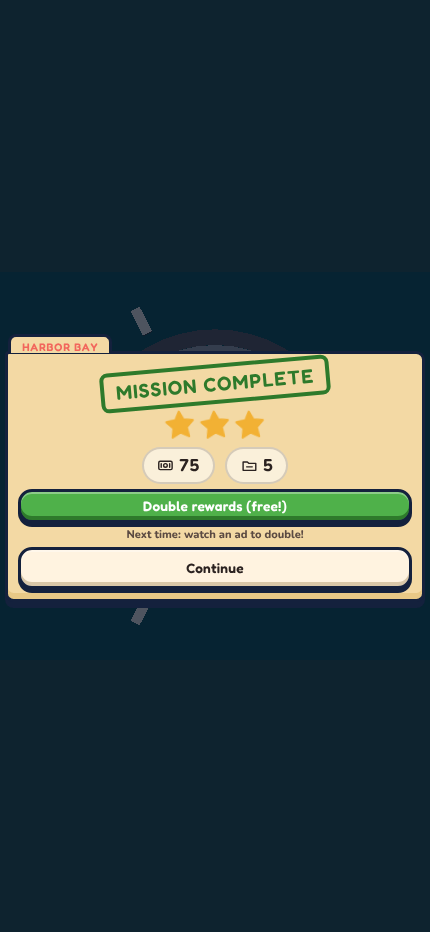 HARBOR BAY
MISSION COMPLETE
75
5
Double rewards (free!)
Next time: watch an ad to double!
Continue